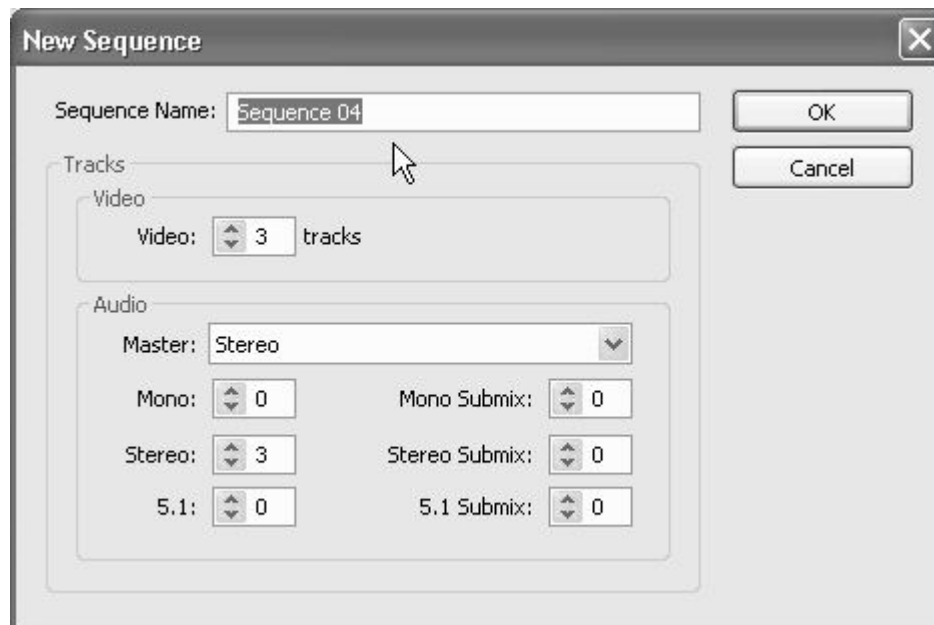 New Sequence
Sequence Name: Sequence 04
OK
Tracks
Cancel
Video
Video: 3 tracks
Audio
Master: Stereo
Mono: 0 Mono Submix: 0
Stereo: 3 Stereo Submix: 0
5.1: 0 5.1 Submix: 0